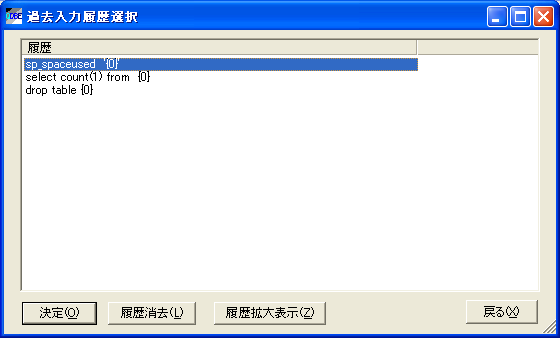 DBE
過去入力履歴選択
履歴
sp_spaceused  '{0}'
select count(1) from  {0}
drop table {0}
決定(O)
履歴消去(L)
履歴拡大表示(Z)
戻る(X)